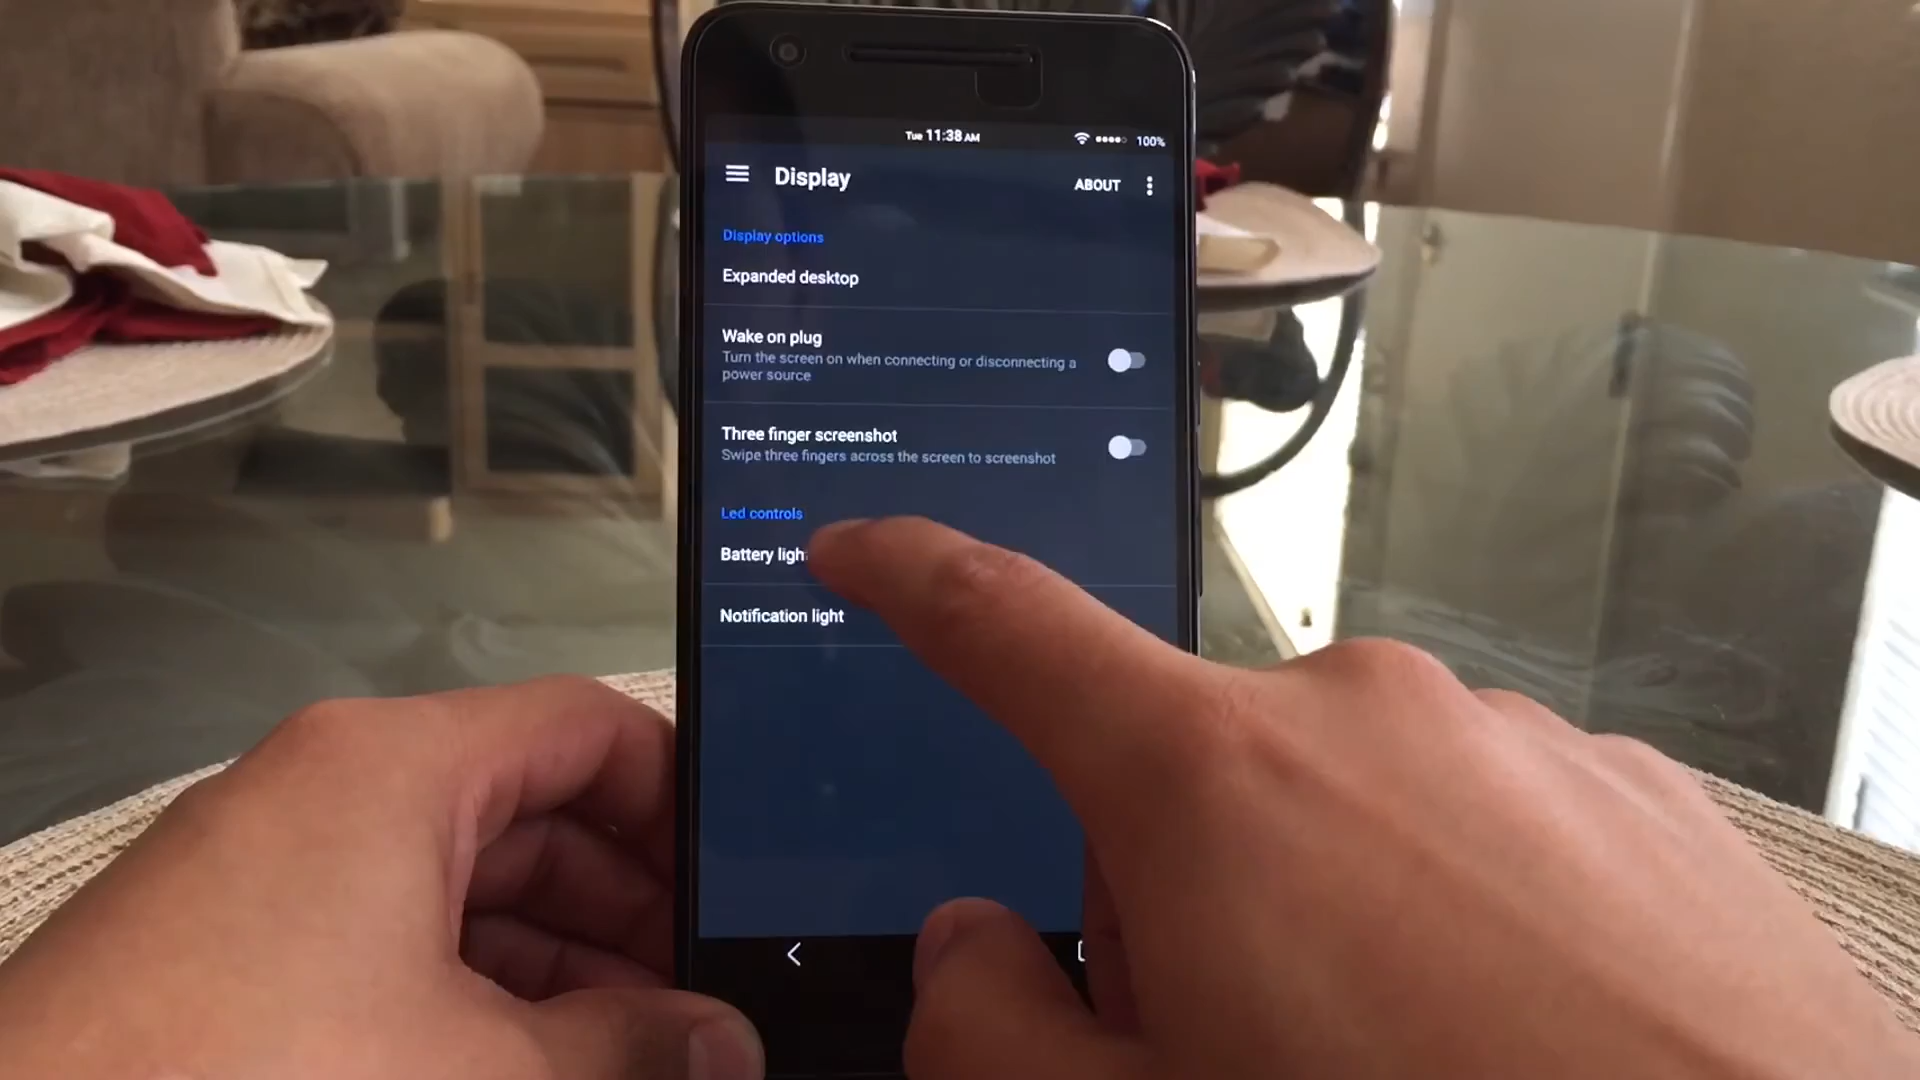 Tue 11:38 AM 100%
Display ABOUT
Display options
Expanded desktop
Wake on plug
Turn the screen on when connecting or disconnecting a
power source
Three finger screenshot
Swipe three fingers across the screen to screenshot
Led controls
Battery ligh
Notification light